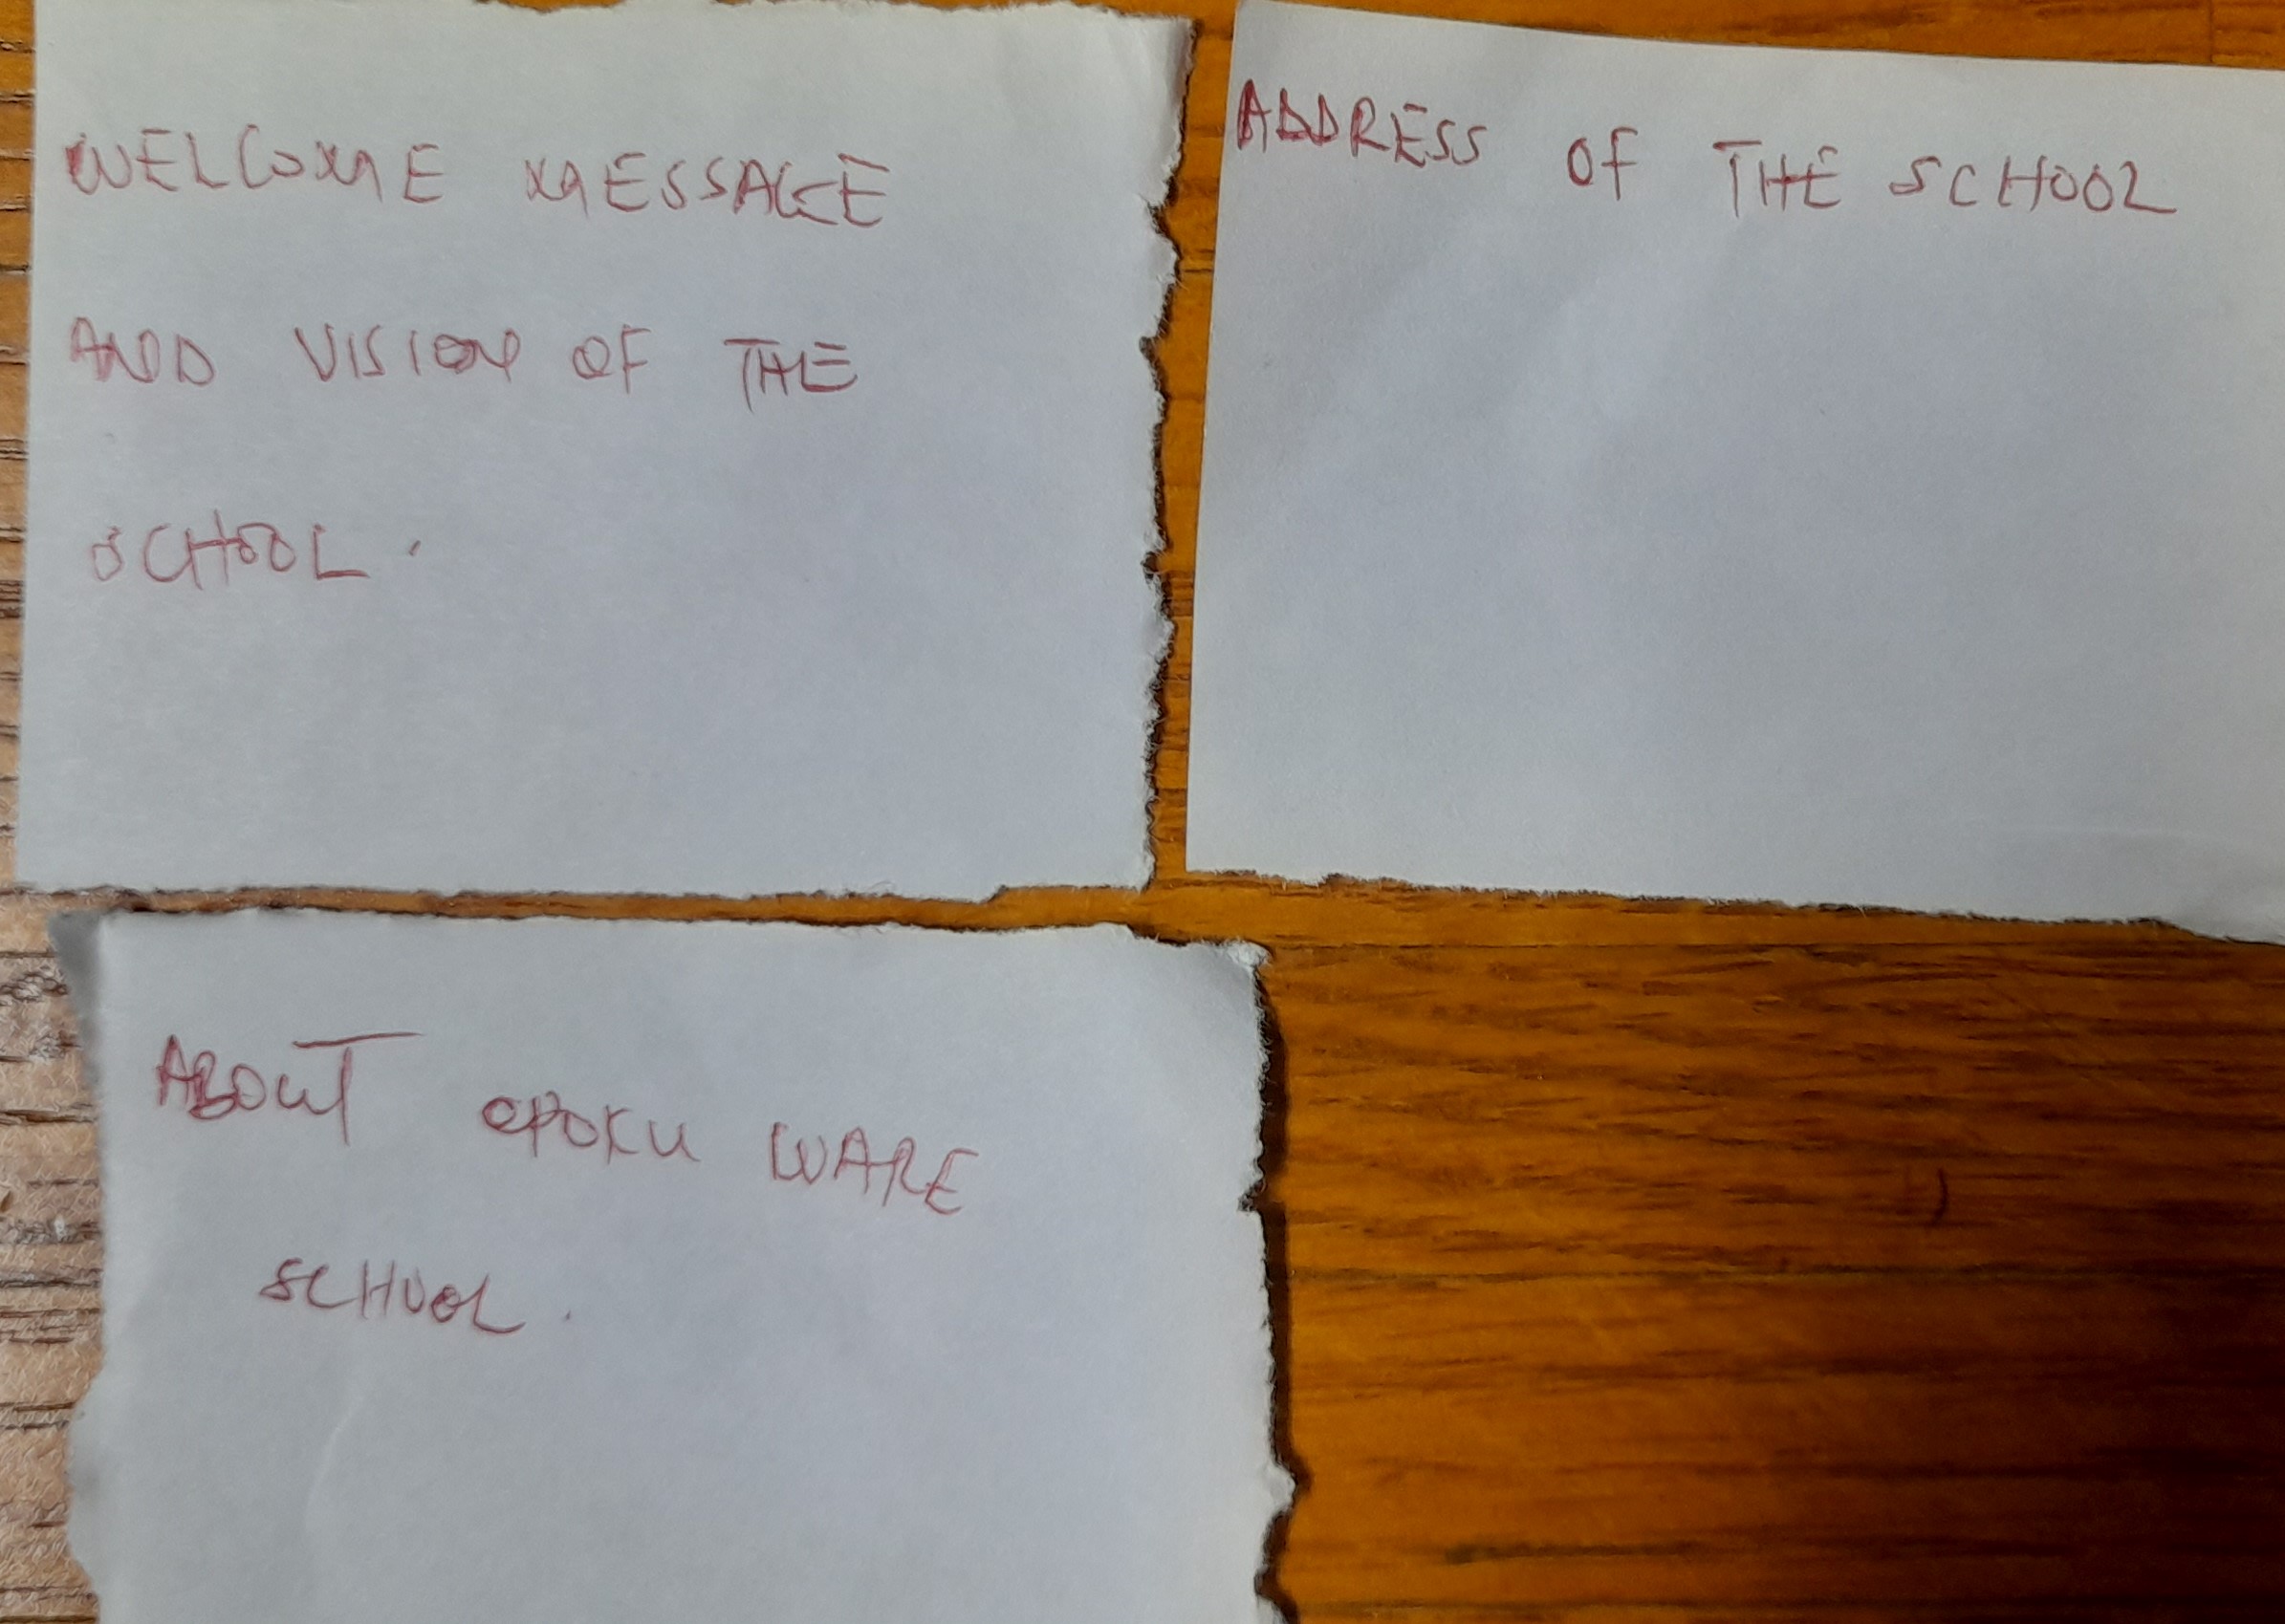 WELCOME MESSAGE
AND VISION OF THE
SCHOOL.
ADDRESS OF THE SCHOOL
ABOUT OPOKU WARE
SCHOOL.